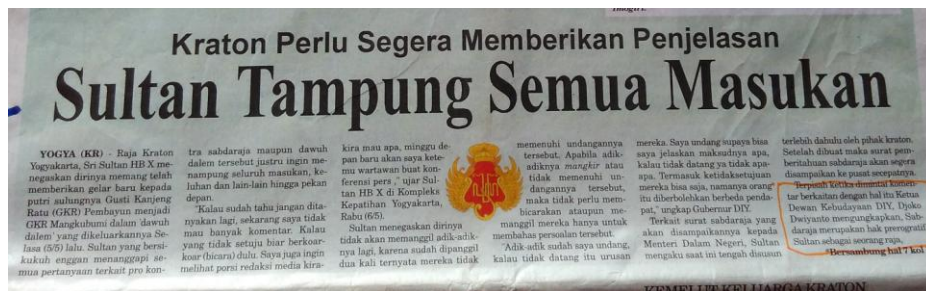 Kraton Perlu Segera Memberikan Penjelasan
Sultan Tampung Semua Masukan
YOGYA (KR) - Raja Kraton
Yogyakarta, Sri Sultan HB X me-
negaskan dirinya memang telah
memberikan gelar baru kepada
putri sulungnya Gusti Kanjeng
Ratu (GKR) Pembayun menjadi
GKR Mangkubumi dalam 'dawuh
dalem' yang dikeluarkannya Se-
lasa (5/5) lalu. Sultan yang bersi-
kukuh enggan menanggapi se-
mua pertanyaan terkait pro kon-
tra sabdaraja maupun dawuh
dalem tersebut justru ingin me-
nampung seluruh masukan, ke-
luhan dan lain-lain hingga pekan
depan.
"Kalau sudah tahu jangan dita-
nyakan lagi, sekarang saya tidak
mau banyak komentar. Kalau
yang tidak setuju biar berkoar-
koar (bicara) dulu. Saya juga ingin
melihat porsi redaksi media kira-
kira mau apa, minggu de-
pan baru akan saya kete-
mu wartawan buat kon-
ferensi pers ," ujar Sul-
tan HB X di Kompleks
Kepatihan Yogyakarta,
Rabu (6/5).
Sultan menegaskan dirinya
tidak akan memanggil adik-adik-
nya lagi, karena sudah dipanggil
dua kali ternyata mereka tidak
memenuhi undangannya
tersebut. Apabila adik-
adiknya mangkir atau
tidak memenuhi un-
dangannya tersebut,
maka tidak perlu mem-
bicarakan ataupun me-
manggil mereka hanya untuk
membahas persoalan tersebut.
"Adik-adik sudah saya undang,
kalau tidak datang itu urusan
mereka. Saya undang supaya bisa
saya jelaskan maksudnya apa,
kalau tidak datang ya tidak apa-
apa. Termasuk ketidaksetujuan
mereka bisa saja, namanya orang
itu diberbolehkan berbeda penda-
pat," ungkap Gubernur DIY.
Terkait surat sabdaraja yang
akan disampaikannya kepada
Menteri Dalam Negeri, Sultan
mengaku saat ini tengah disusun
terlebih dahulu oleh pihak kraton.
Setelah dibuat maka surat pem-
beritahuan sabdaraja akan segera
disampaikan ke pusat secepatnya.
Terpisah ketika dimintai komen-
tar berkaitan dengan hal itu Ketua
Dewan Kebudayaan DIY, Djoko
Dwiyanto mengungkapkan, Sab-
daraja merupakan hak prerogratif
Sultan sebagai seorang raja,
*Bersambung hal 7 kol
KEMELUT KELUARGA KRATON